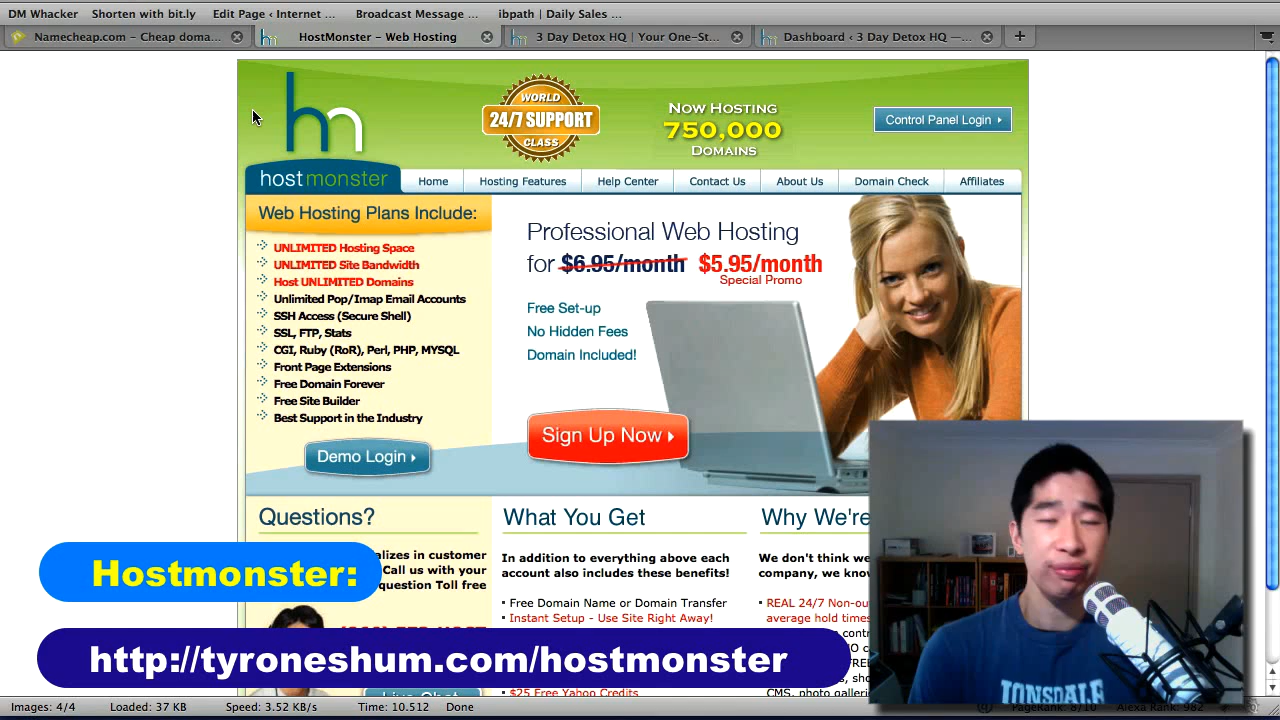 DM Whacker Shorten with bit.ly Edit Page ‹ Internet ... Broadcast Message ... ibpath | Daily Sales ...
Namecheap.com – Cheap doma... HostMonster – Web Hosting 3 Day Detox HQ | Your One-St... Dashboard ‹ 3 Day Detox HQ —... +
hm
hostmonster
WORLD
24/7 SUPPORT
CLASS
NOW HOSTING
750,000
DOMAINS
Control Panel Login
Home Hosting Features Help Center Contact Us About Us Domain Check Affiliates
Web Hosting Plans Include:
UNLIMITED Hosting Space
UNLIMITED Site Bandwidth
Host UNLIMITED Domains
Unlimited Pop/Imap Email Accounts
SSH Access (Secure Shell)
SSL, FTP, Stats
CGI, Ruby (RoR), Perl, PHP, MYSQL
Front Page Extensions
Free Domain Forever
Free Site Builder
Best Support in the Industry
Demo Login
Professional Web Hosting
for $6.95/month $5.95/month
Special Promo
Free Set-up
No Hidden Fees
Domain Included!
Sign Up Now
Questions?
alizes in customer
Call us with your
question Toll free
Live Chat
What You Get
In addition to everything above each
account also includes these benefits!
Free Domain Name or Domain Transfer
Instant Setup - Use Site Right Away!
$25 Free Yahoo Credits
Why We're
We don't think we
company, we know
REAL 24/7 Non-ou
average hold times
CMS, photo galleri
Hostmonster:
http://tyroneshum.com/hostmonster
TONSDALE
Images: 4/4 Loaded: 37 KB Speed: 3.52 KB/s Time: 10.512 Done PageRank: 8/10 Alexa Rank: 982